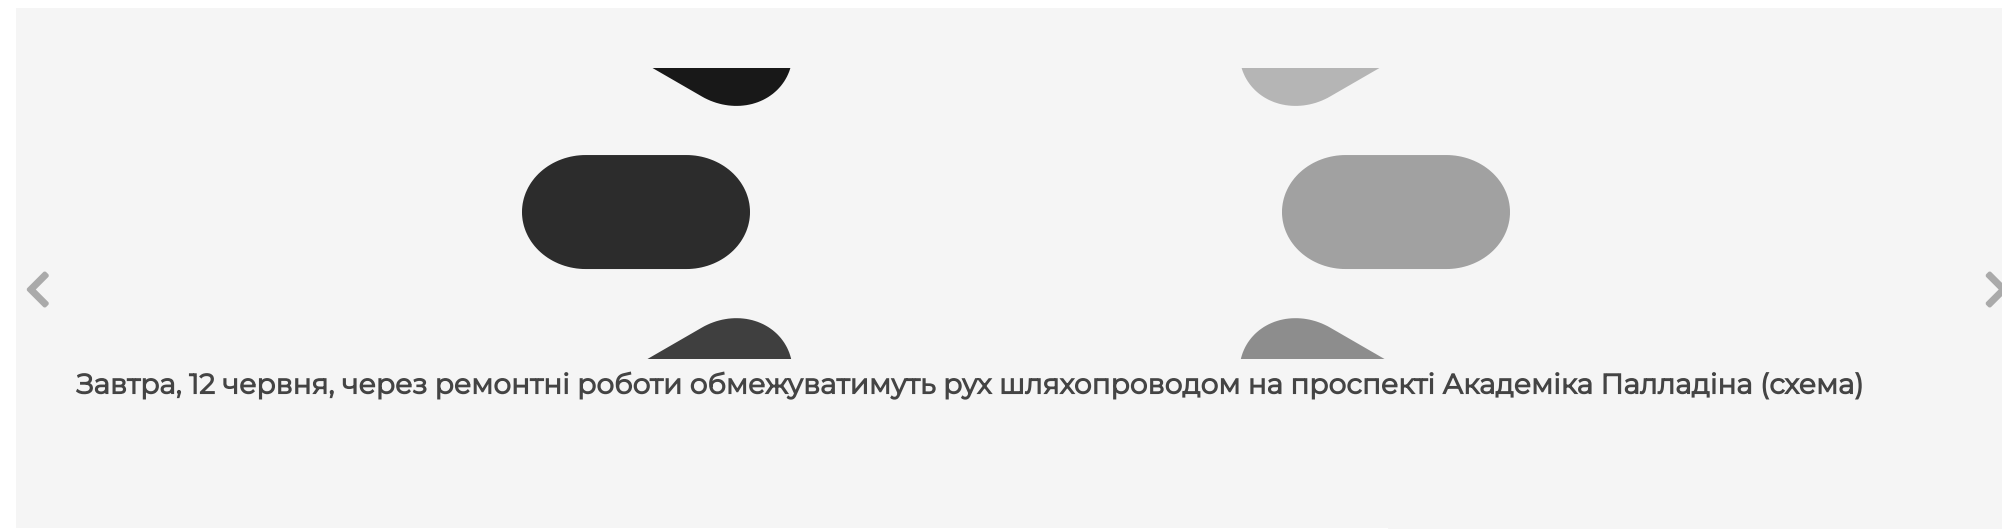 Завтра, 12 червня, через ремонтні роботи обмежуватимуть рух шляхопроводом на проспекті Академіка Палладіна (схема)